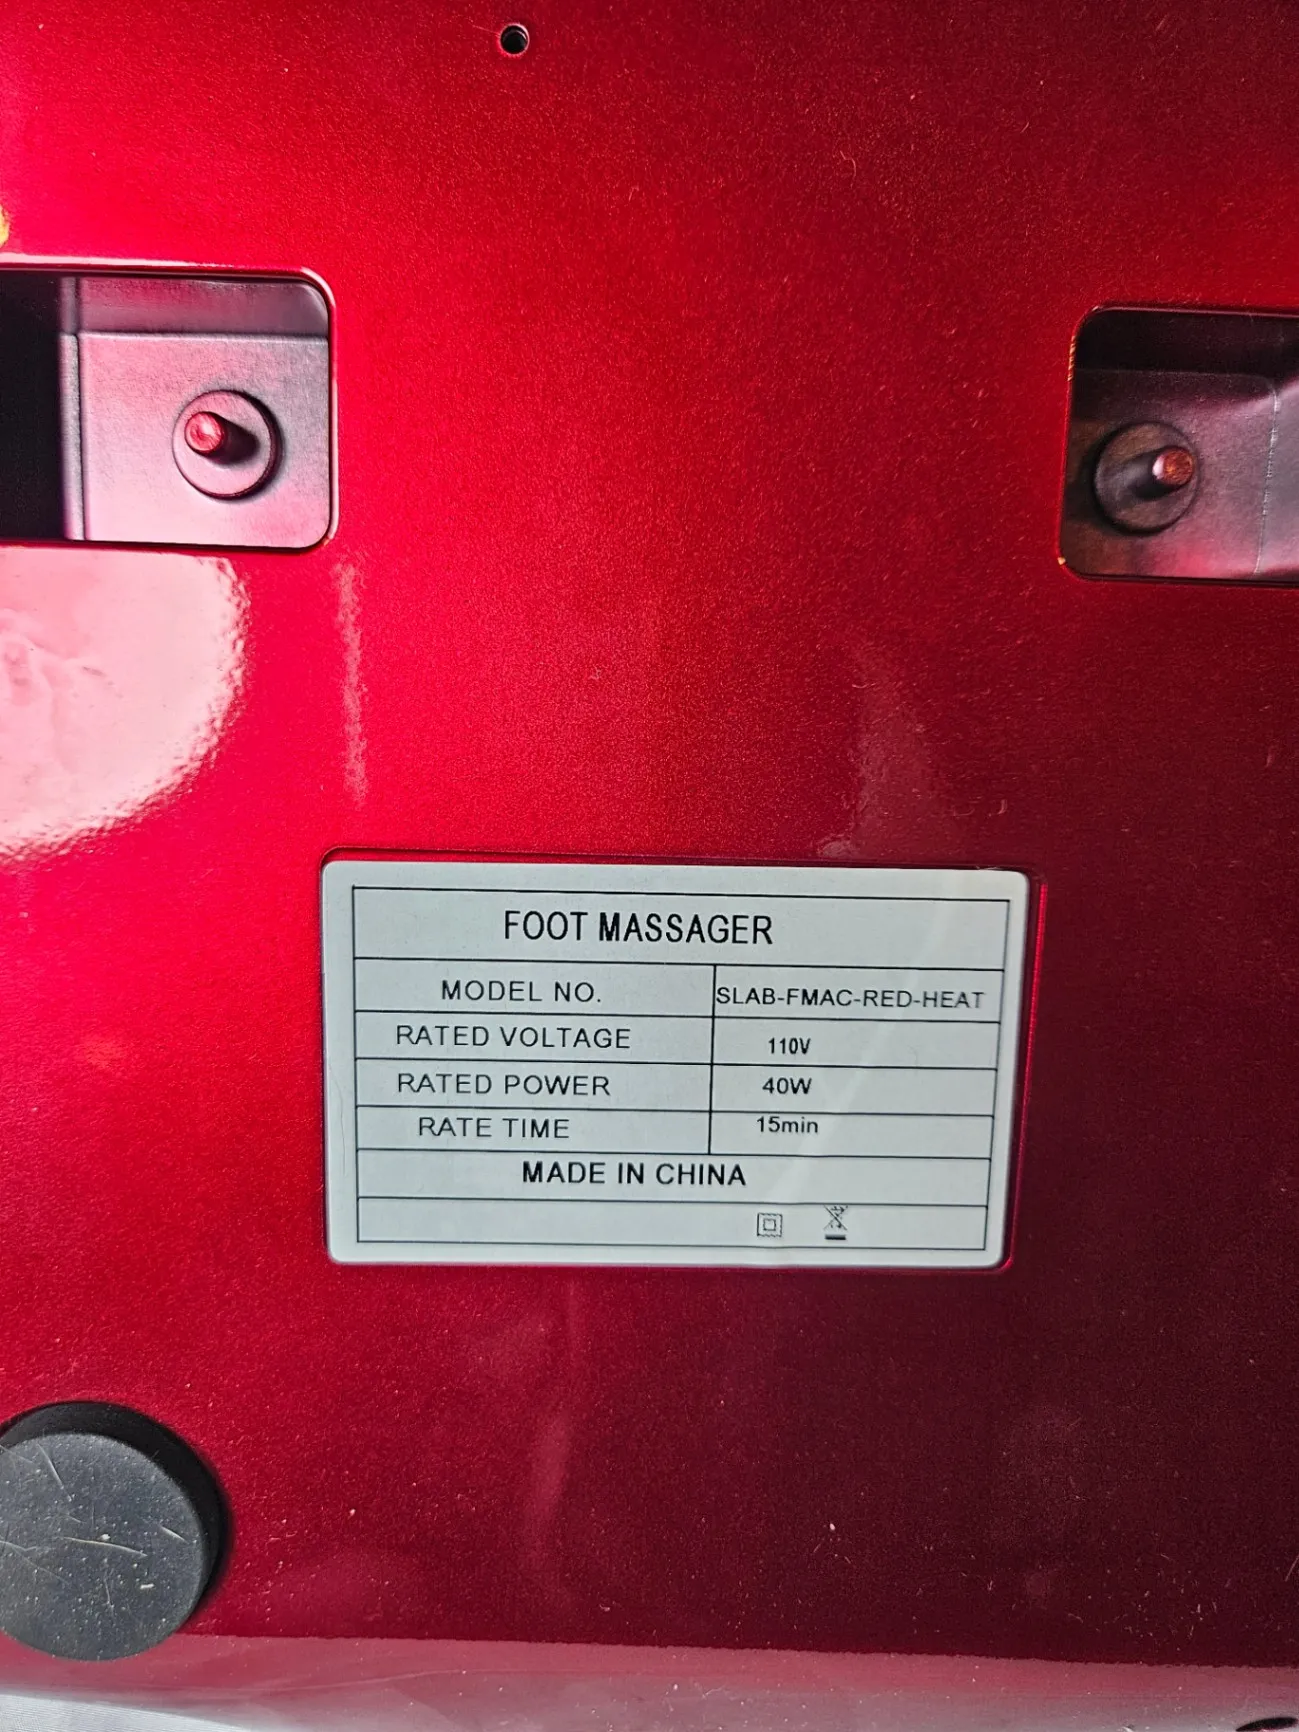 FOOT MASSAGER
MODEL NO. SLAB-FMAC-RED-HEAT
RATED VOLTAGE 110V
RATED POWER 40W
RATE TIME 15min
MADE IN CHINA